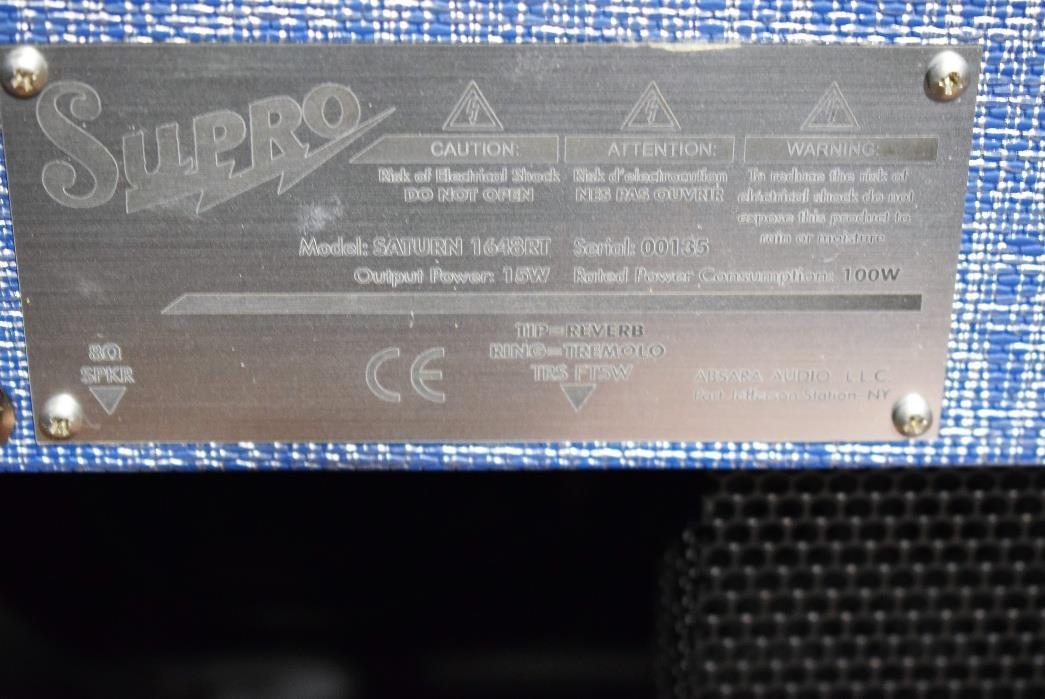 SUPRO
CAUTION:
Risk of Electrical Shock
DO NOT OPEN
ATTENTION:
Risk d'electrocution
NES PAS OUVRIR
WARNING:
To reduce the risk of
eléctrical shock do not
expose this product to
rain or moisture
Model: SATURN 1648RT Serial: 00135
Output Power: 15W Rated Power Consumption: 100W
8Ω
SPKR
CE
TIP=REVERB
RING=TREMOLO
TRS FTSW
ABSARA AUDIO, L L C
Port Jefferson Station, NY